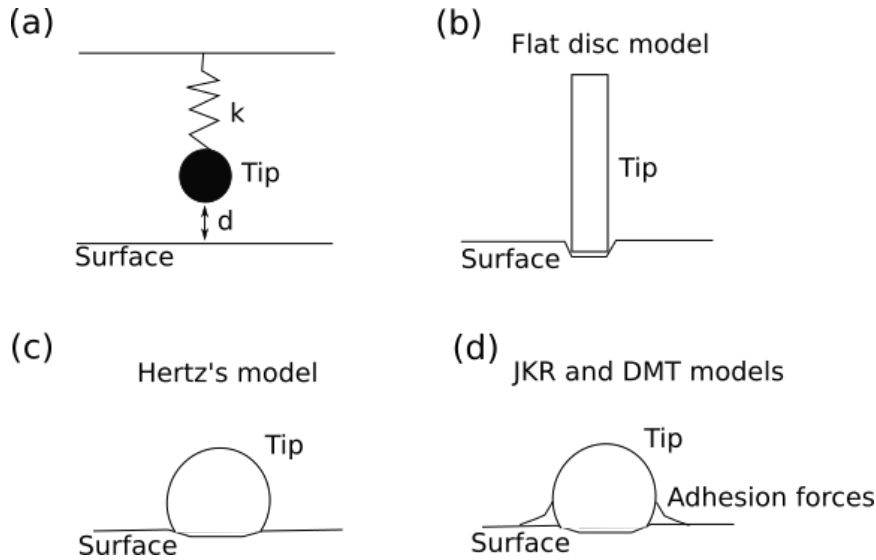 (a)
k
Tip
d
Surface
(b)
Flat disc model
Tip
Surface
(c)
Hertz's model
Tip
Surface
(d)
JKR and DMT models
Tip
Adhesion forces
Surface